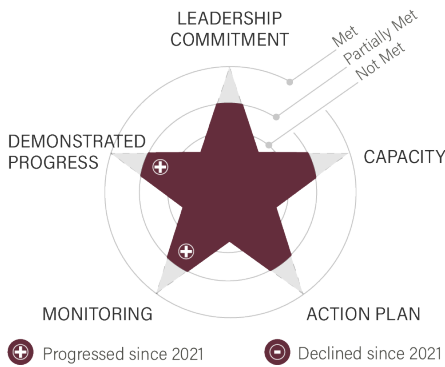 LEADERSHIP
COMMITMENT
Met
Partially Met
Not Met
DEMONSTRATED
PROGRESS
CAPACITY
MONITORING
ACTION PLAN
Progressed since 2021
Declined since 2021